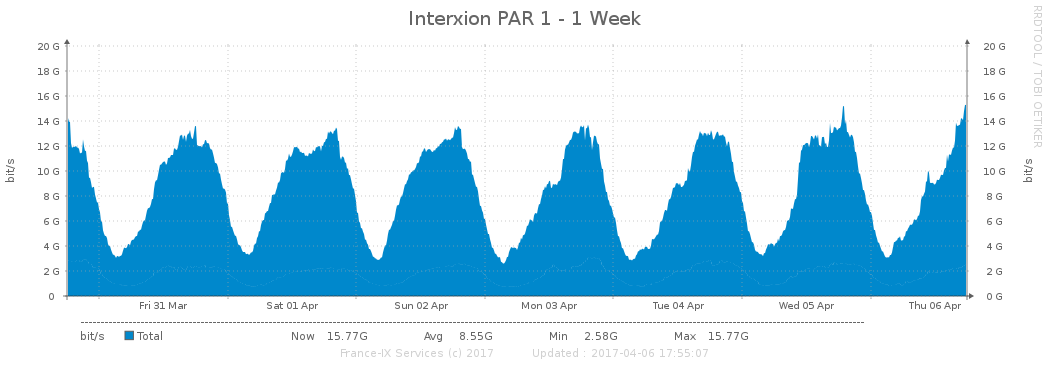 Interxion PAR 1 - 1 Week
RRDTOOL / TOBI OETIKER
20 G 20 G
18 G 18 G
16 G 16 G
14 G 14 G
12 G 12 G
10 G 10 G
8 G 8 G
6 G 6 G
4 G 4 G
2 G 2 G
0 0 G
bit/s bit/s
Fri 31 Mar Sat 01 Apr Sun 02 Apr Mon 03 Apr Tue 04 Apr Wed 05 Apr Thu 06 Apr
bit/s Total Now 15.77G Avg 8.55G Min 2.58G Max 15.77G
France-IX Services (c) 2017 Updated : 2017-04-06 17:55:07